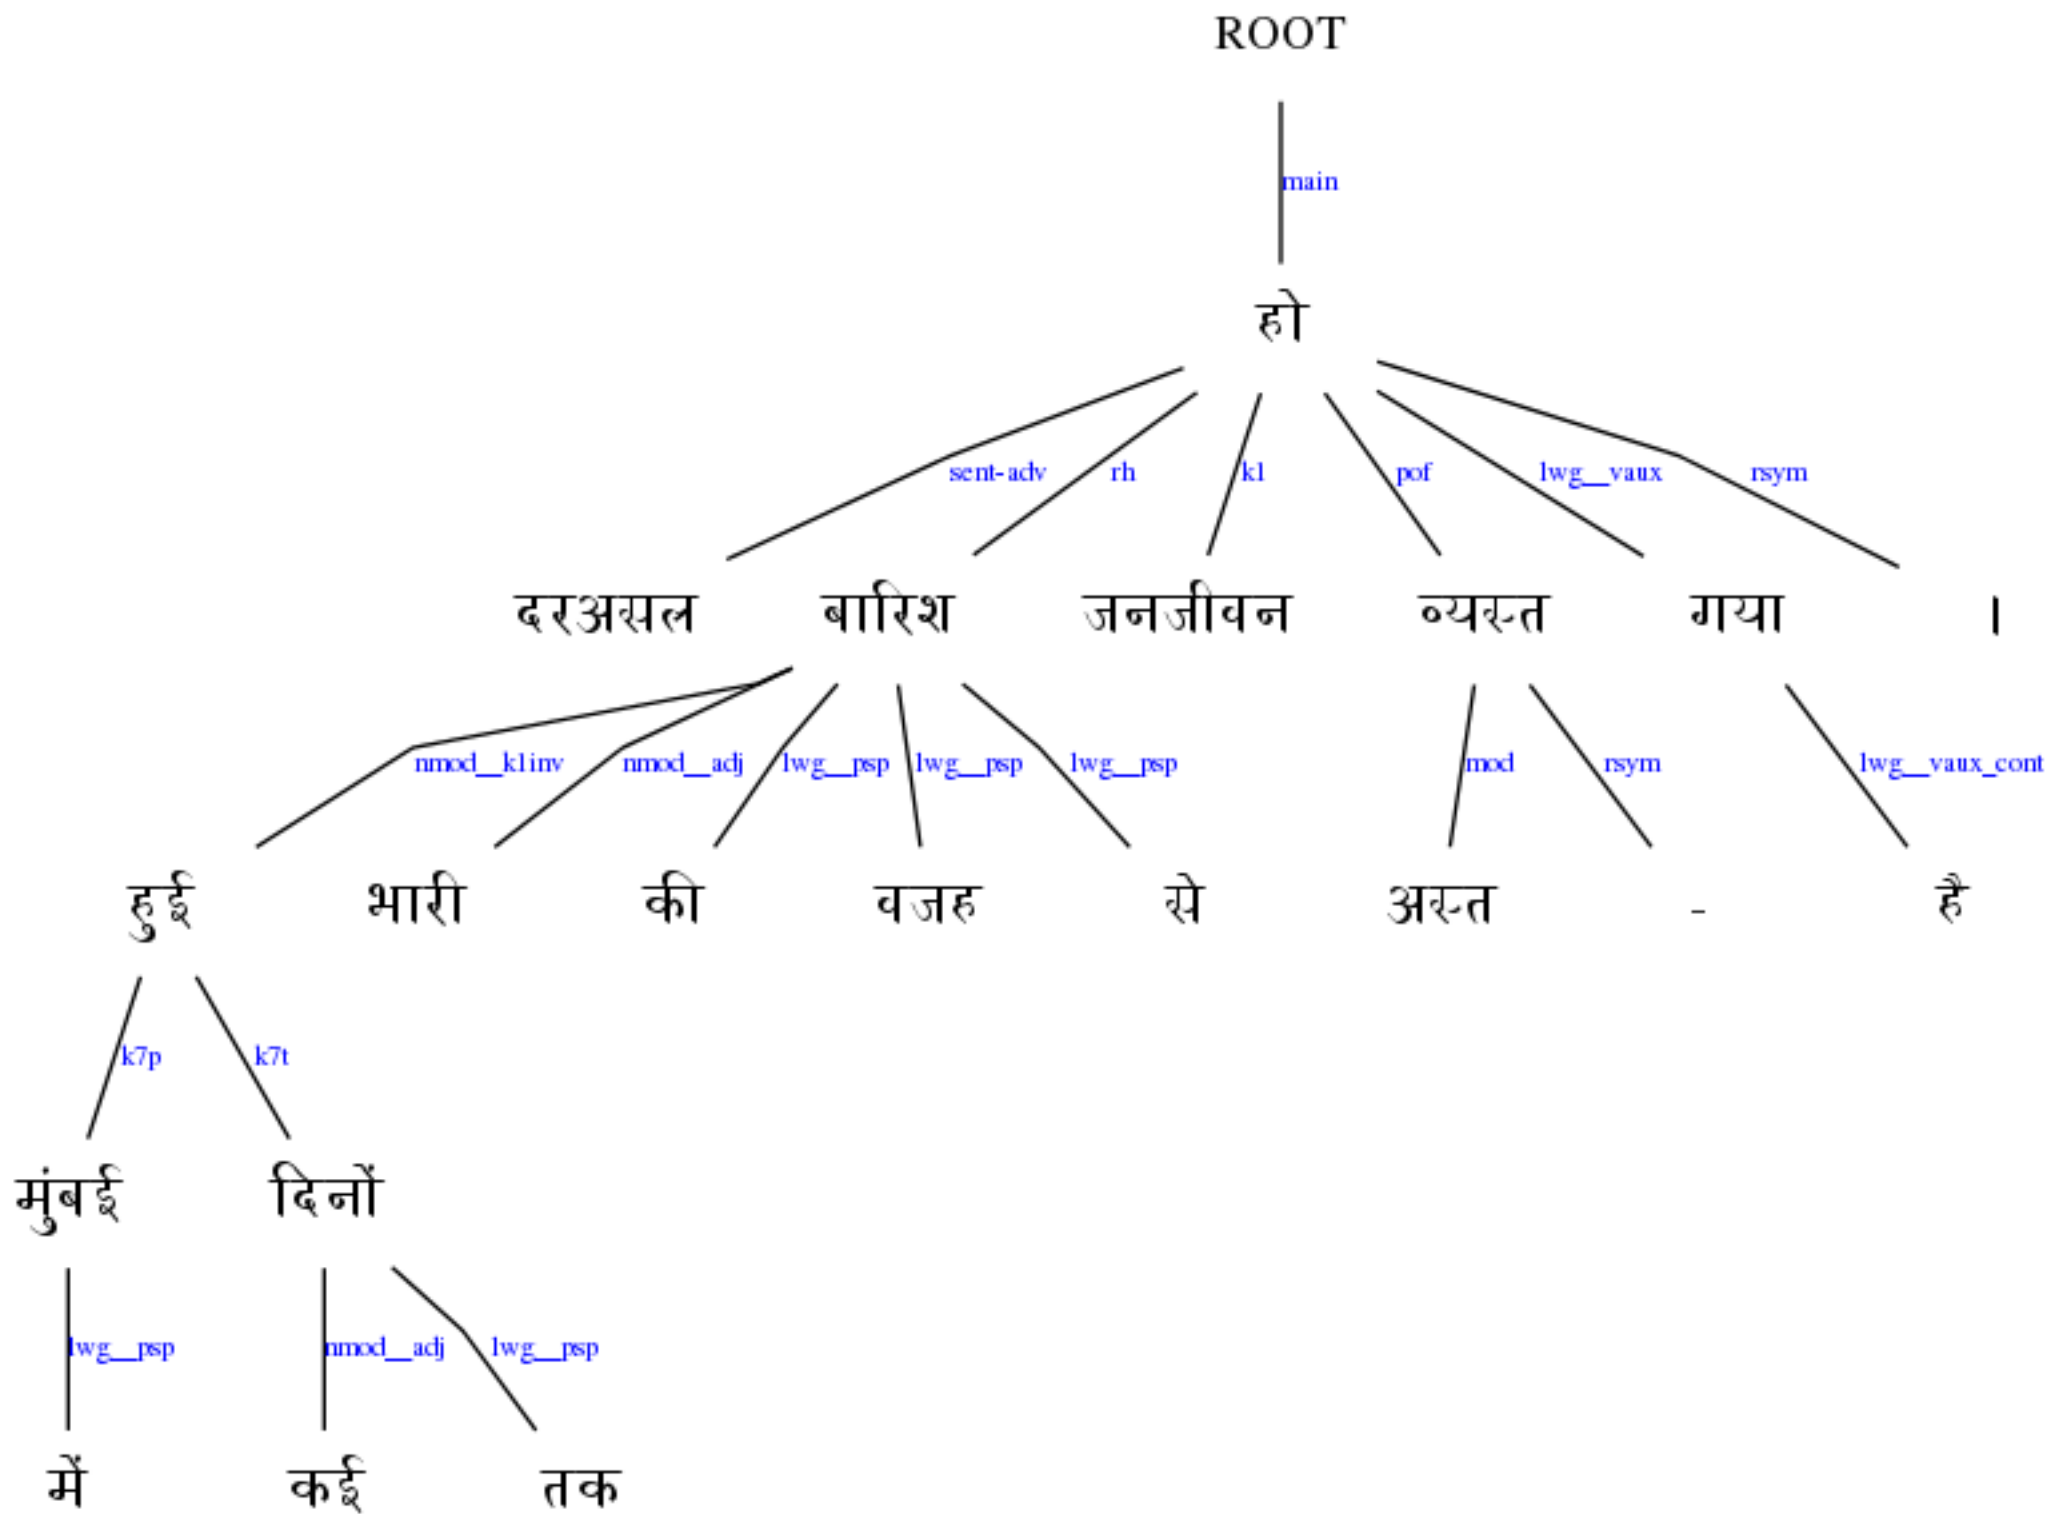 ROOT
main
हो
sent-adv rh k1 pof lwg__vaux rsym
दरअसल बारिश जनजीवन व्यस्त गया ।
nmod__k1inv nmod__adj lwg__psp lwg__psp lwg__psp mod rsym lwg__vaux_cont
हुई भारी की वजह से अस्त - है
k7p k7t
मुंबई दिनों
lwg__psp nmod__adj lwg__psp
में कई तक